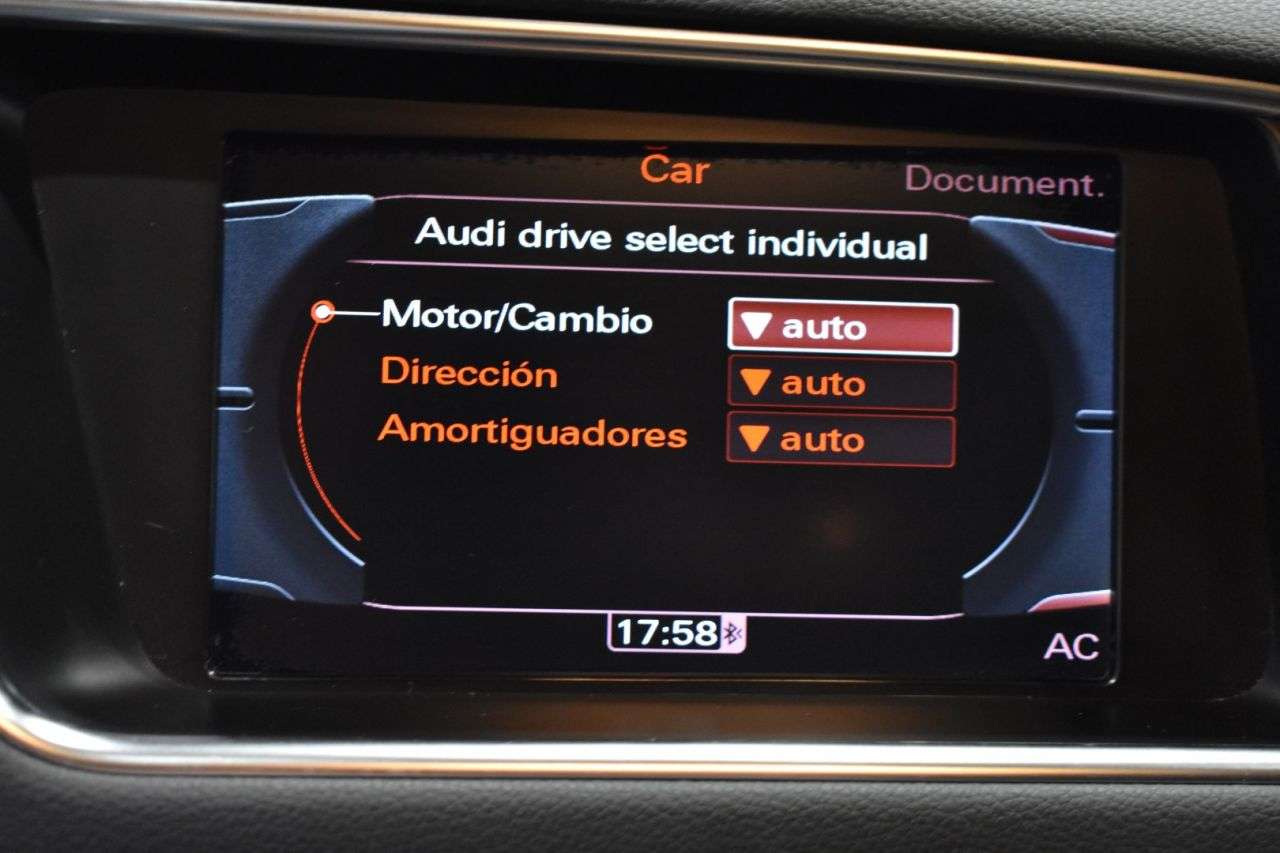 Car
Document.
Audi drive select individual
Motor/Cambio auto
Dirección auto
Amortiguadores auto
17:58
AC